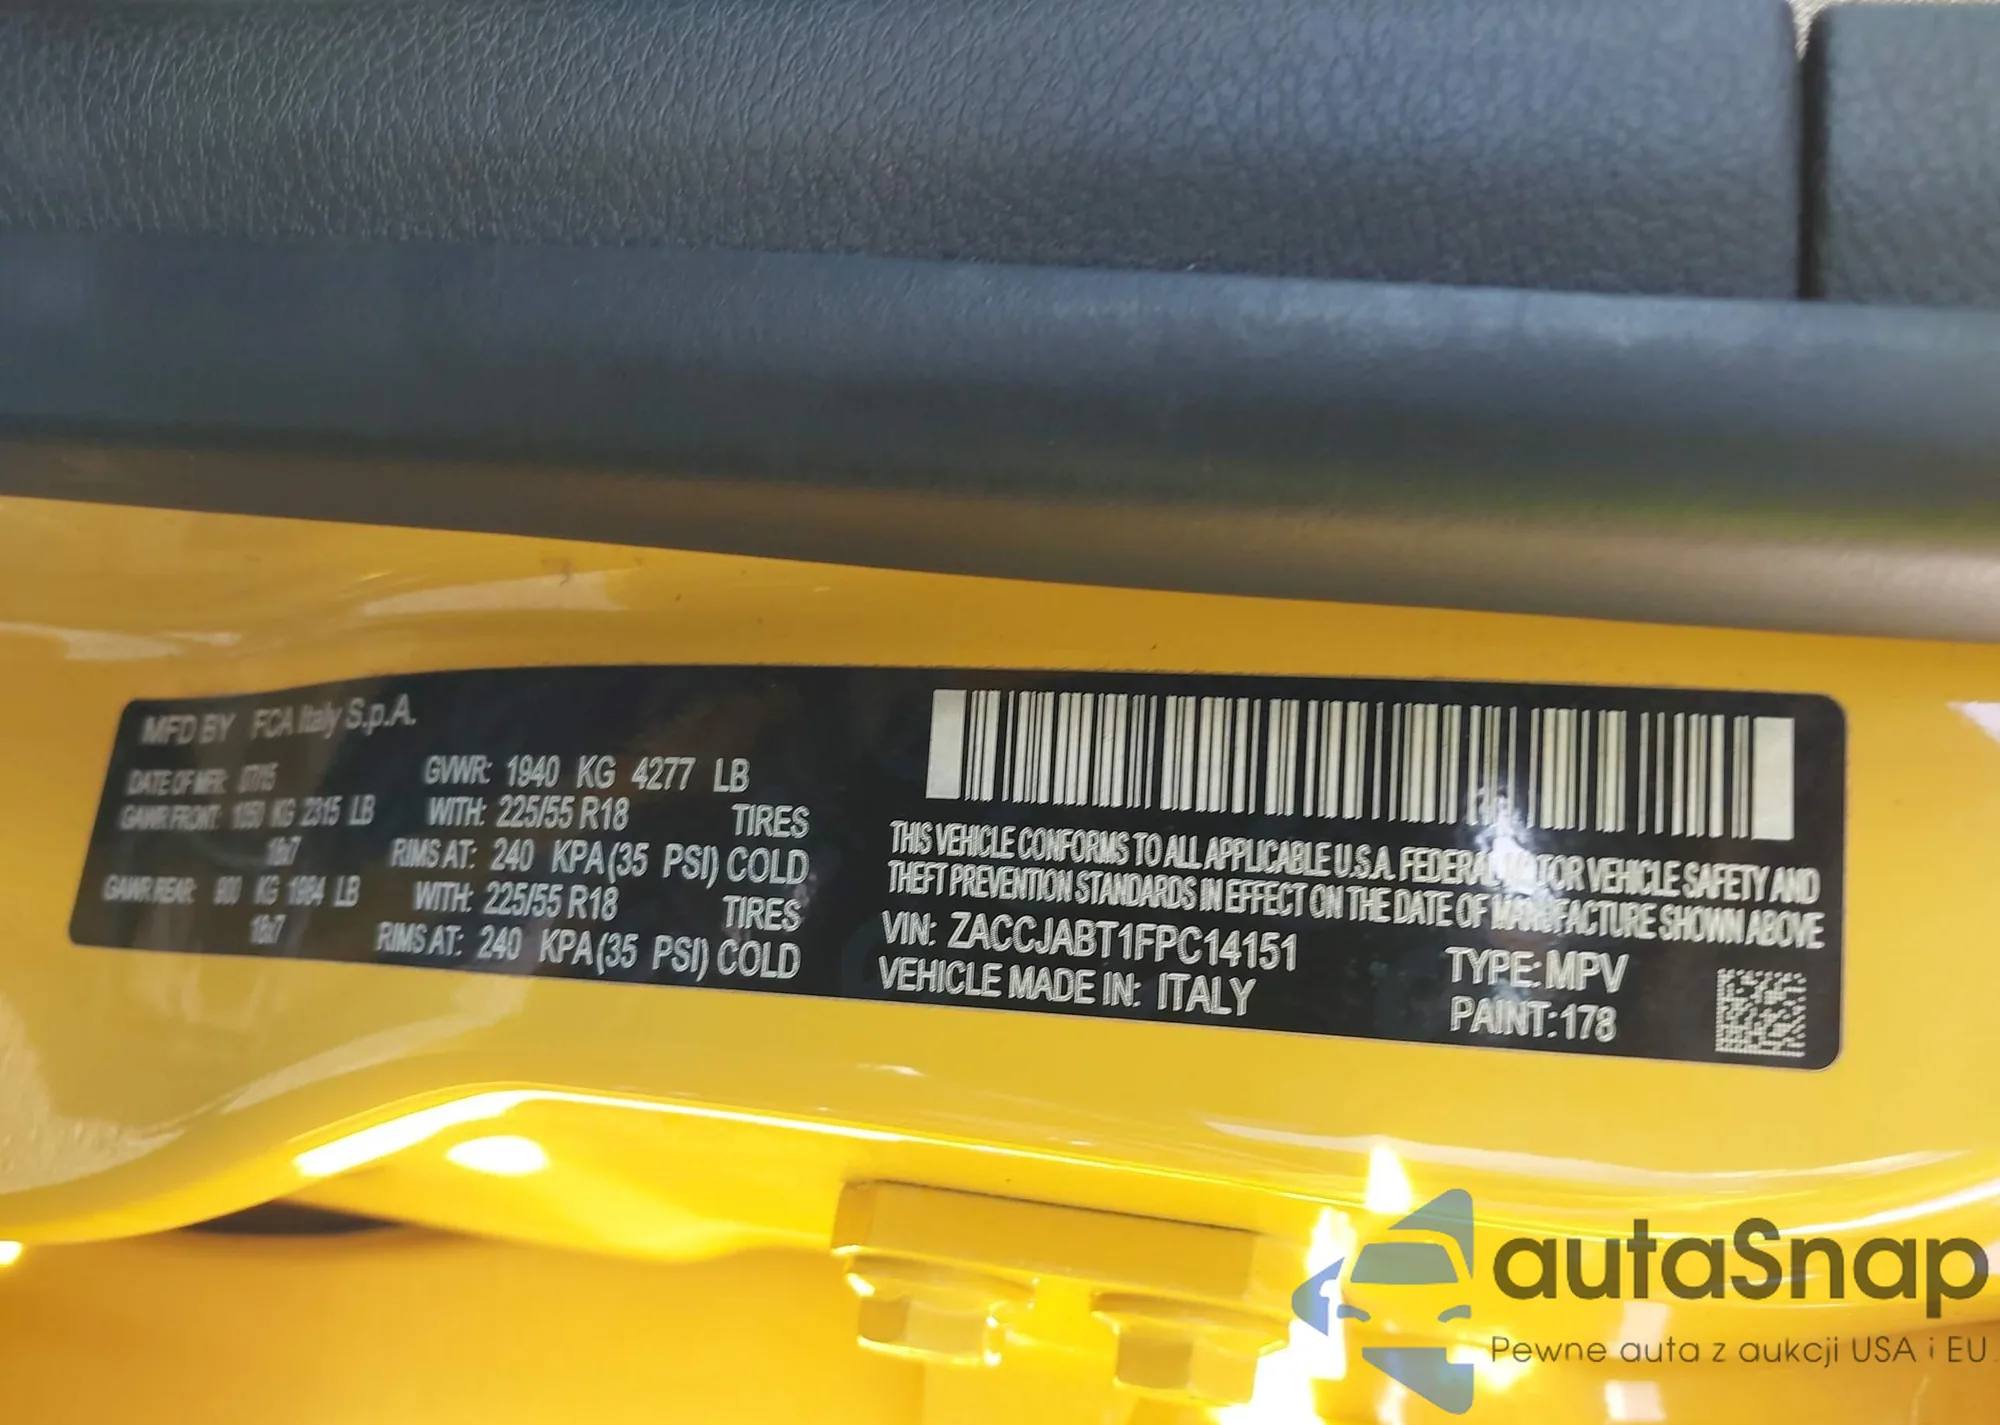 MFD BY FCA Italy S.p.A.
DATE OF MFR: 07/15 GVWR: 1940 KG 4277 LB
GAWR FRONT: 1050 KG 2315 LB WITH: 225/55 R18 TIRES
18x7 RIMS AT: 240 KPA(35 PSI) COLD
GAWR REAR: 900 KG 1984 LB WITH: 225/55 R18 TIRES
18x7 RIMS AT: 240 KPA(35 PSI) COLD
THIS VEHICLE CONFORMS TO ALL APPLICABLE U.S.A. FEDERAL MOTOR VEHICLE SAFETY AND
THEFT PREVENTION STANDARDS IN EFFECT ON THE DATE OF MANUFACTURE SHOWN ABOVE
VIN: ZACCJABT1FPC14151 TYPE: MPV
VEHICLE MADE IN: ITALY PAINT: 178
autaSnap
Pewne auta z aukcji USA i EU